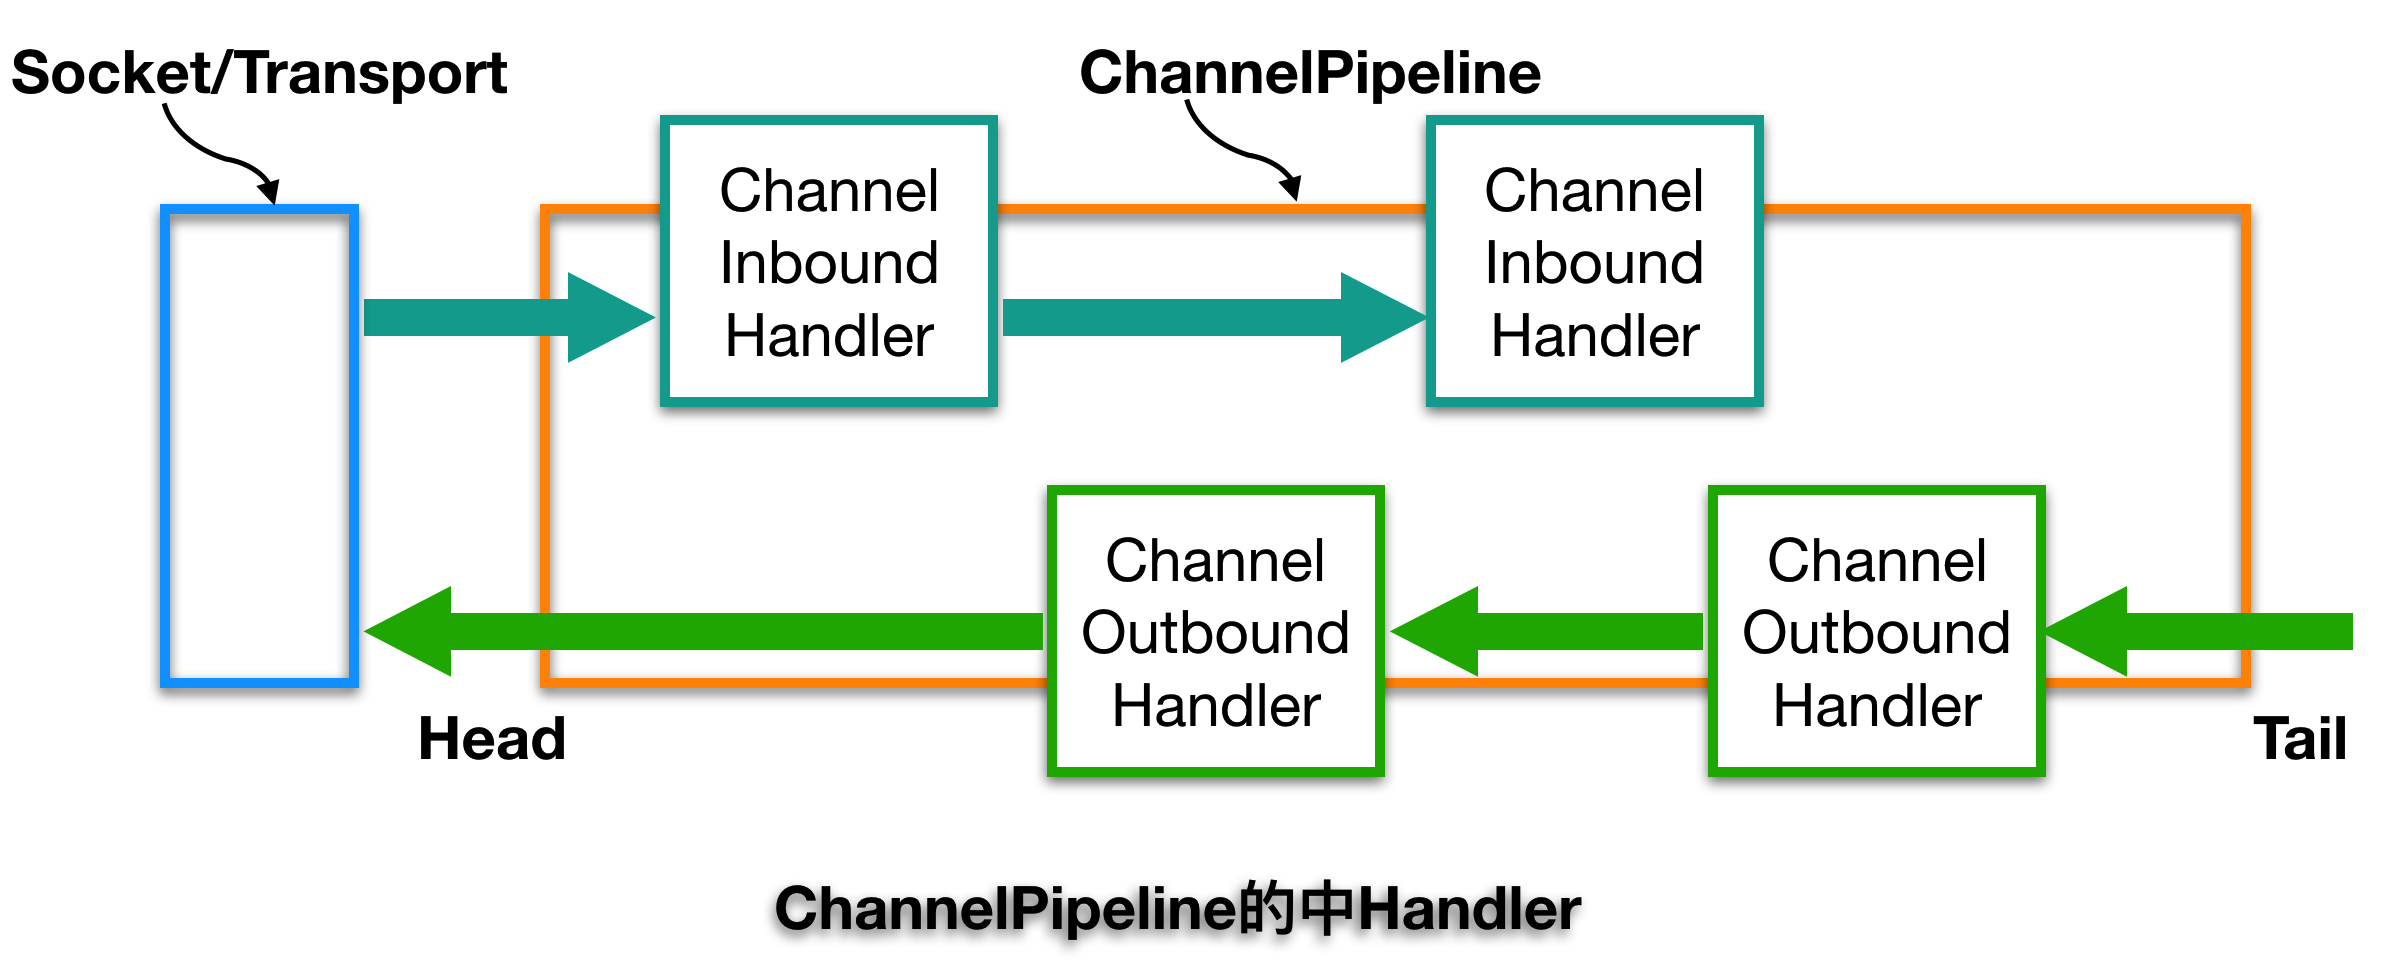 Socket/Transport
ChannelPipeline
Channel
Inbound
Handler
Channel
Inbound
Handler
Channel
Outbound
Handler
Channel
Outbound
Handler
Head
Tail
ChannelPipeline的中Handler